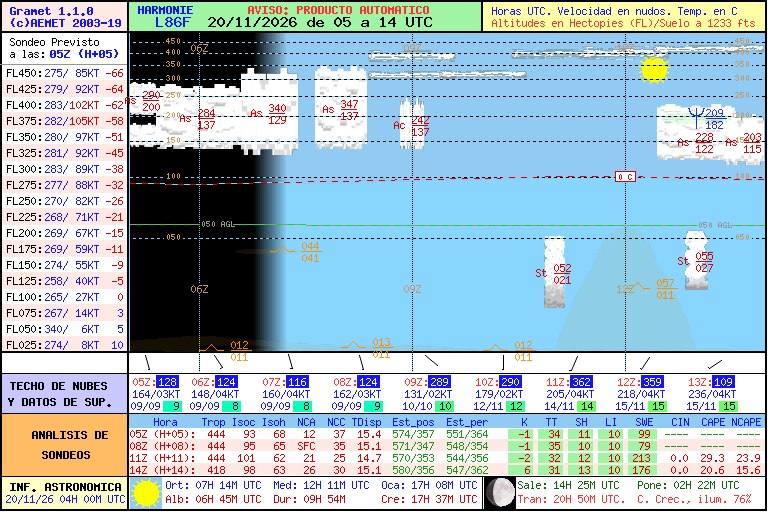 Gramet 1.1.0
(c)AEMET 2003-19
HARMONIE
L86F
AVISO: PRODUCTO AUTOMATICO
20/11/2026 de 05 a 14 UTC
Horas UTC. Velocidad en nudos. Temp. en C
Altitudes en Hectopies (FL)/Suelo a 1233 fts
Sondeo Previsto
a las: 05Z (H+05)
FL450:275/ 85KT -66
FL425:279/ 92KT -64
FL400:283/102KT -62
FL375:282/105KT -58
FL350:280/ 97KT -51
FL325:281/ 92KT -45
FL300:283/ 89KT -38
FL275:277/ 88KT -32
FL250:270/ 82KT -26
FL225:268/ 71KT -21
FL200:269/ 67KT -15
FL175:269/ 59KT -11
FL150:274/ 55KT -9
FL125:258/ 40KT -5
FL100:265/ 27KT 0
FL075:267/ 14KT 3
FL050:340/ 6KT 5
FL025:274/ 8KT 10
450
400
350
300
250
200
150
100
050
06Z
09Z
12Z
As 290 200
As 284 137
As 340 129
As 347 137
Ac 242 137
209 182
As 228 122
As 203 115
0 C
050 AGL
050 AGL
044 041
St 052 021
St 055 027
057 011
012 011
013 011
012 011
06Z
09Z
12Z
TECHO DE NUBES
Y DATOS DE SUP.
05Z:128 06Z:124 07Z:116 08Z:124 09Z:289 10Z:290 11Z:362 12Z:359 13Z:109
164/03KT 148/04KT 160/04KT 162/03KT 131/02KT 179/02KT 205/04KT 218/04KT 236/04KT
09/09 9 09/09 8 09/09 8 09/09 9 10/10 10 12/11 12 14/11 14 15/11 15 15/11 15
ANALISIS DE
SONDEOS
Hora Trop Isoc Isoh NCA NCC TDisp Est_pos Est_per K TT SH LI SWE CIN CAPE NCAPE
05Z (H+05): 444 93 68 12 37 15.4 574/357 551/364 -1 34 11 10 99 ---- ---- ----
08Z (H+08): 444 95 65 SFC 35 15.1 571/347 548/354 -1 35 10 10 79 ---- ---- ----
11Z (H+11): 444 101 62 21 25 14.7 570/353 544/360 -2 32 12 10 213 0.0 29.3 23.9
14Z (H+14): 418 98 63 26 30 15.1 580/356 547/362 6 31 13 10 176 0.0 20.6 15.6
INF. ASTRONOMICA
20/11/26 04H 00M UTC
Ort: 07H 14M UTC Med: 12H 11M UTC Oca: 17H 08M UTC
Alb: 06H 45M UTC Dur: 09H 54M Cre: 17H 37M UTC
Sale: 14H 25M UTC Pone: 02H 22M UTC
Tran: 20H 50M UTC. C. Crec., ilum. 76%